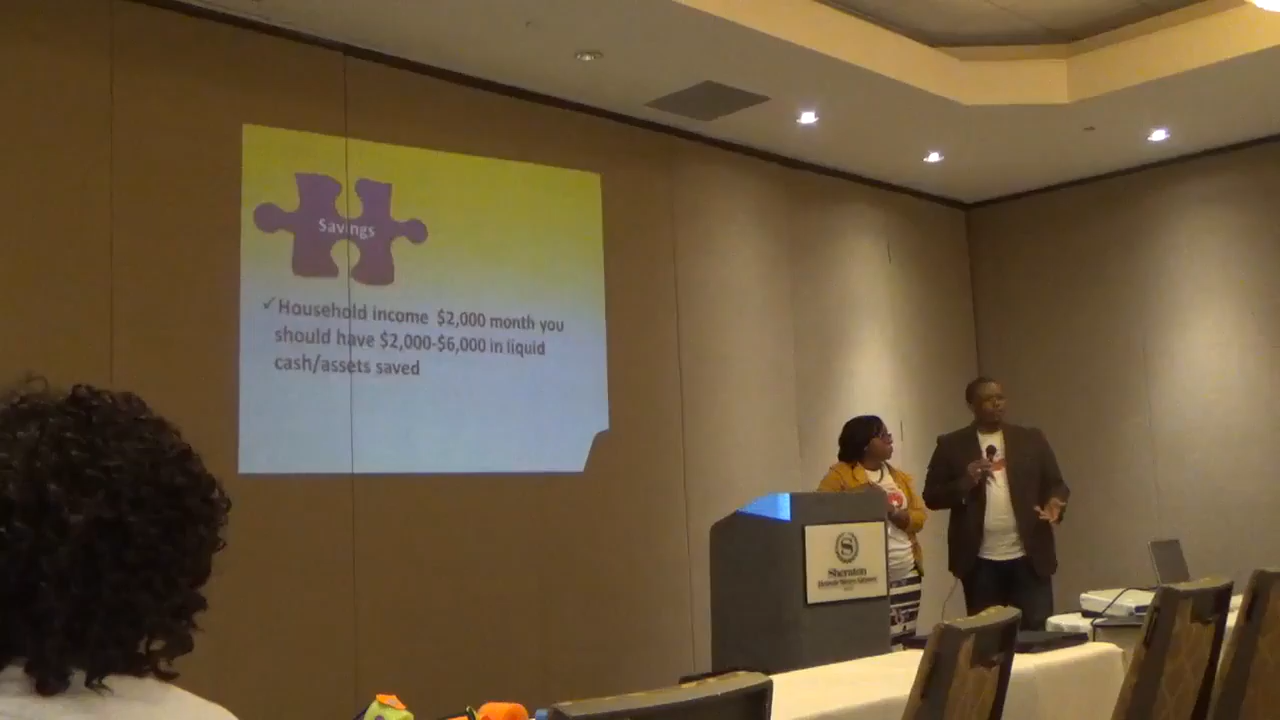 Savings
✓Household income $2,000 month you
should have $2,000-$6,000 in liquid
cash/assets saved
S
Sheraton